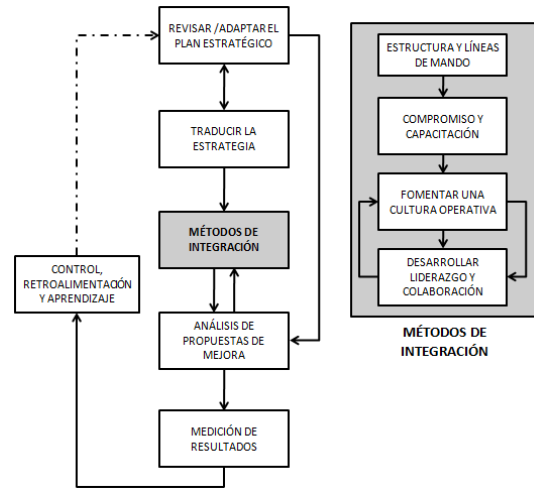 REVISAR /ADAPTAR EL
PLAN ESTRATÉGICO
TRADUCIR LA
ESTRATEGIA
MÉTODOS DE
INTEGRACIÓN
CONTROL,
RETROALIMENTACIÓN
Y APRENDIZAJE
ANÁLISIS DE
PROPUESTAS DE
MEJORA
MEDICIÓN DE
RESULTADOS
ESTRUCTURA Y LÍNEAS
DE MANDO
COMPROMISO Y
CAPACITACIÓN
FOMENTAR UNA
CULTURA OPERATIVA
DESARROLLAR
LIDERAZGO Y
COLABORACIÓN
MÉTODOS DE
INTEGRACIÓN